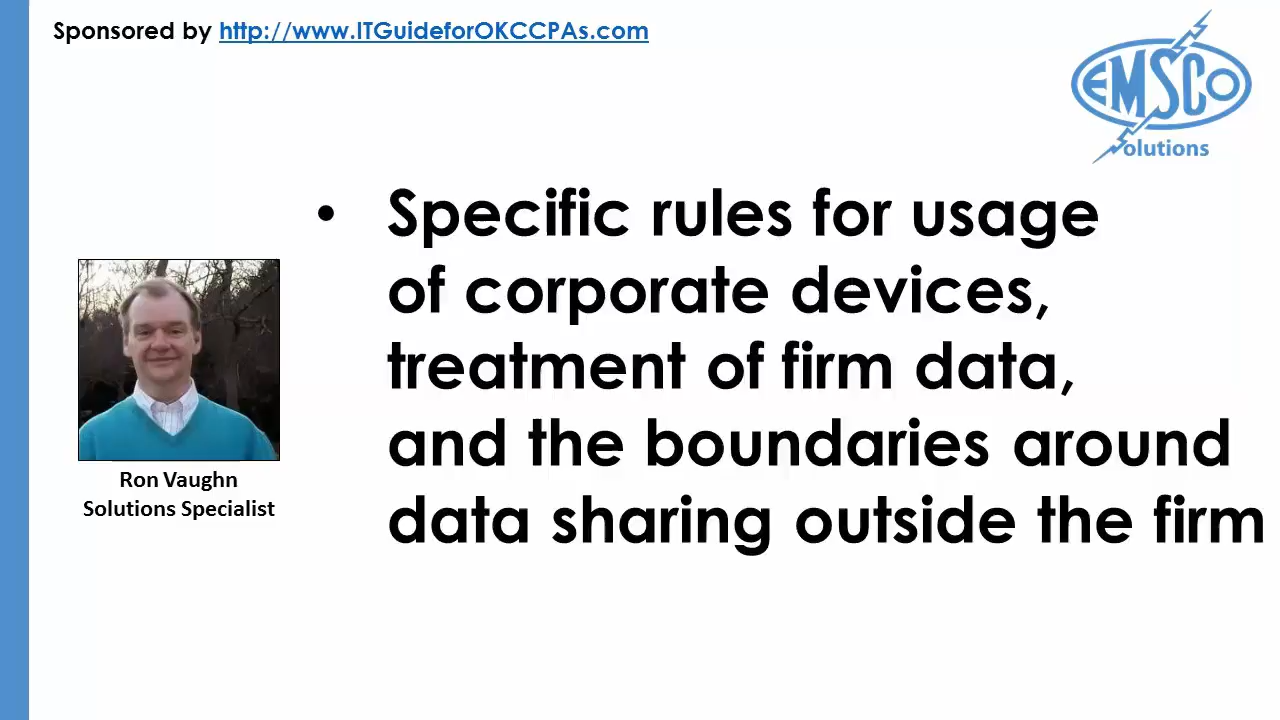 Sponsored by http://www.ITGuideforOKCCPAs.com
EMSCO
Solutions
• Specific rules for usage
of corporate devices,
treatment of firm data,
and the boundaries around
data sharing outside the firm
Ron Vaughn
Solutions Specialist